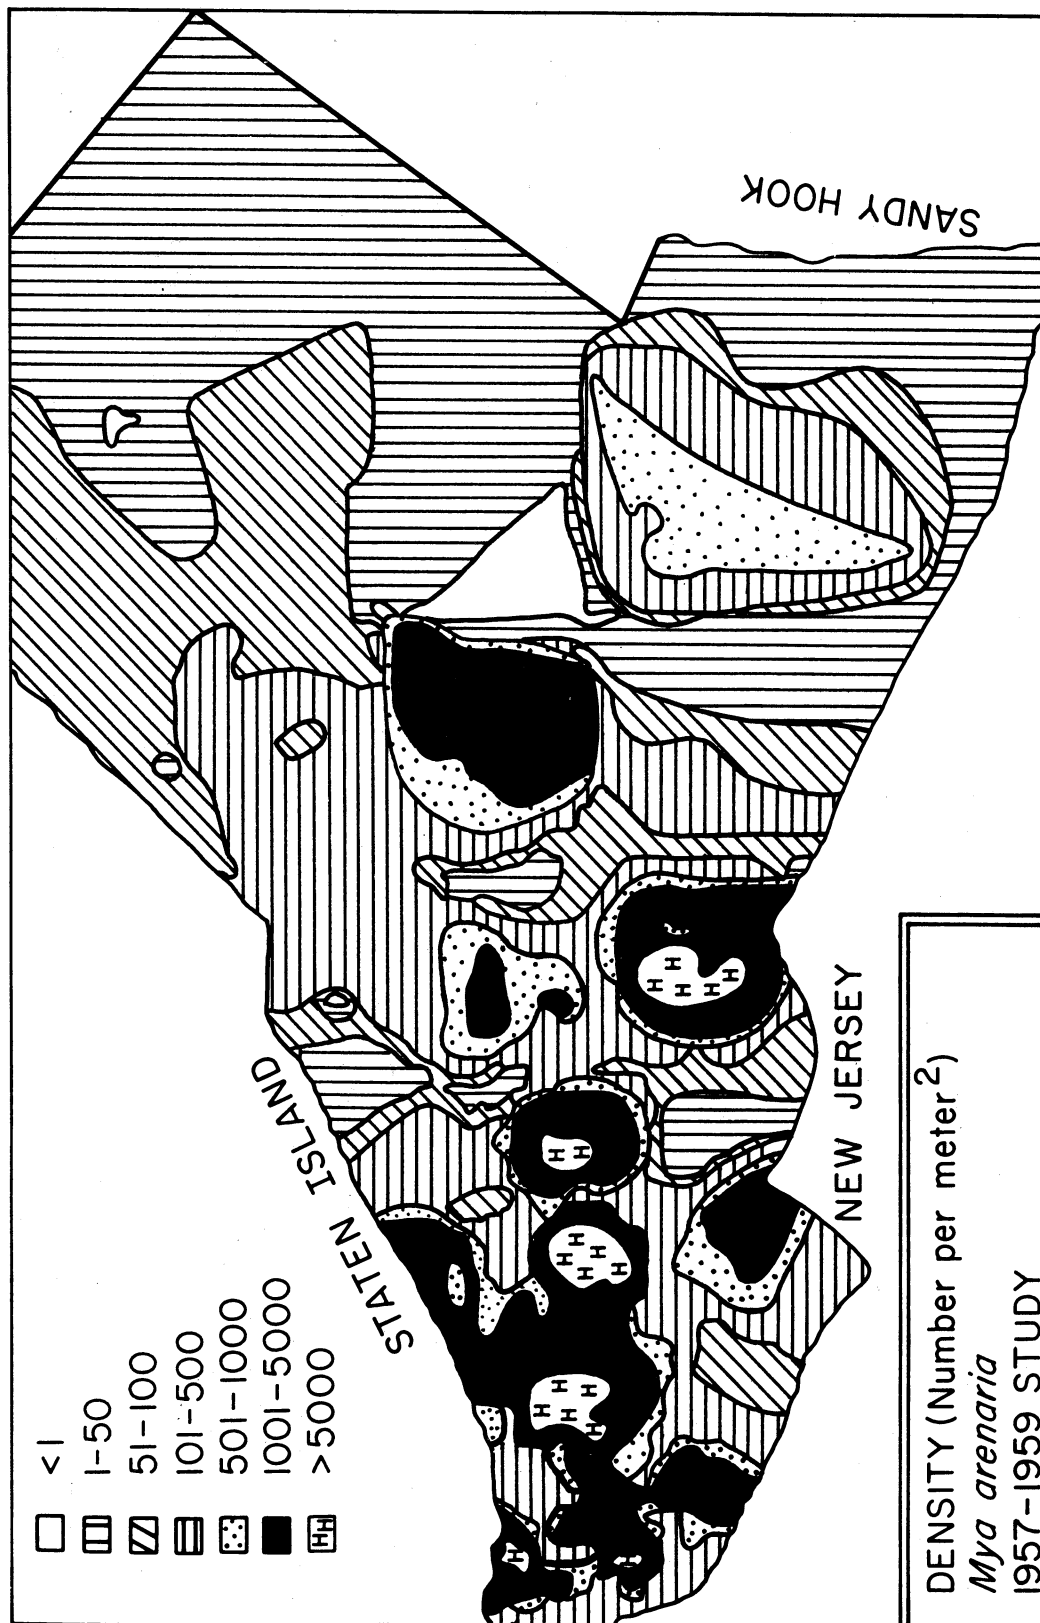 <1
1-50
51-100
101-500
501-1000
1001-5000
>5000
STATEN ISLAND
NEW JERSEY
SANDY HOOK
DENSITY (Number per meter²)
Mya arenaria
1957-1959 STUDY